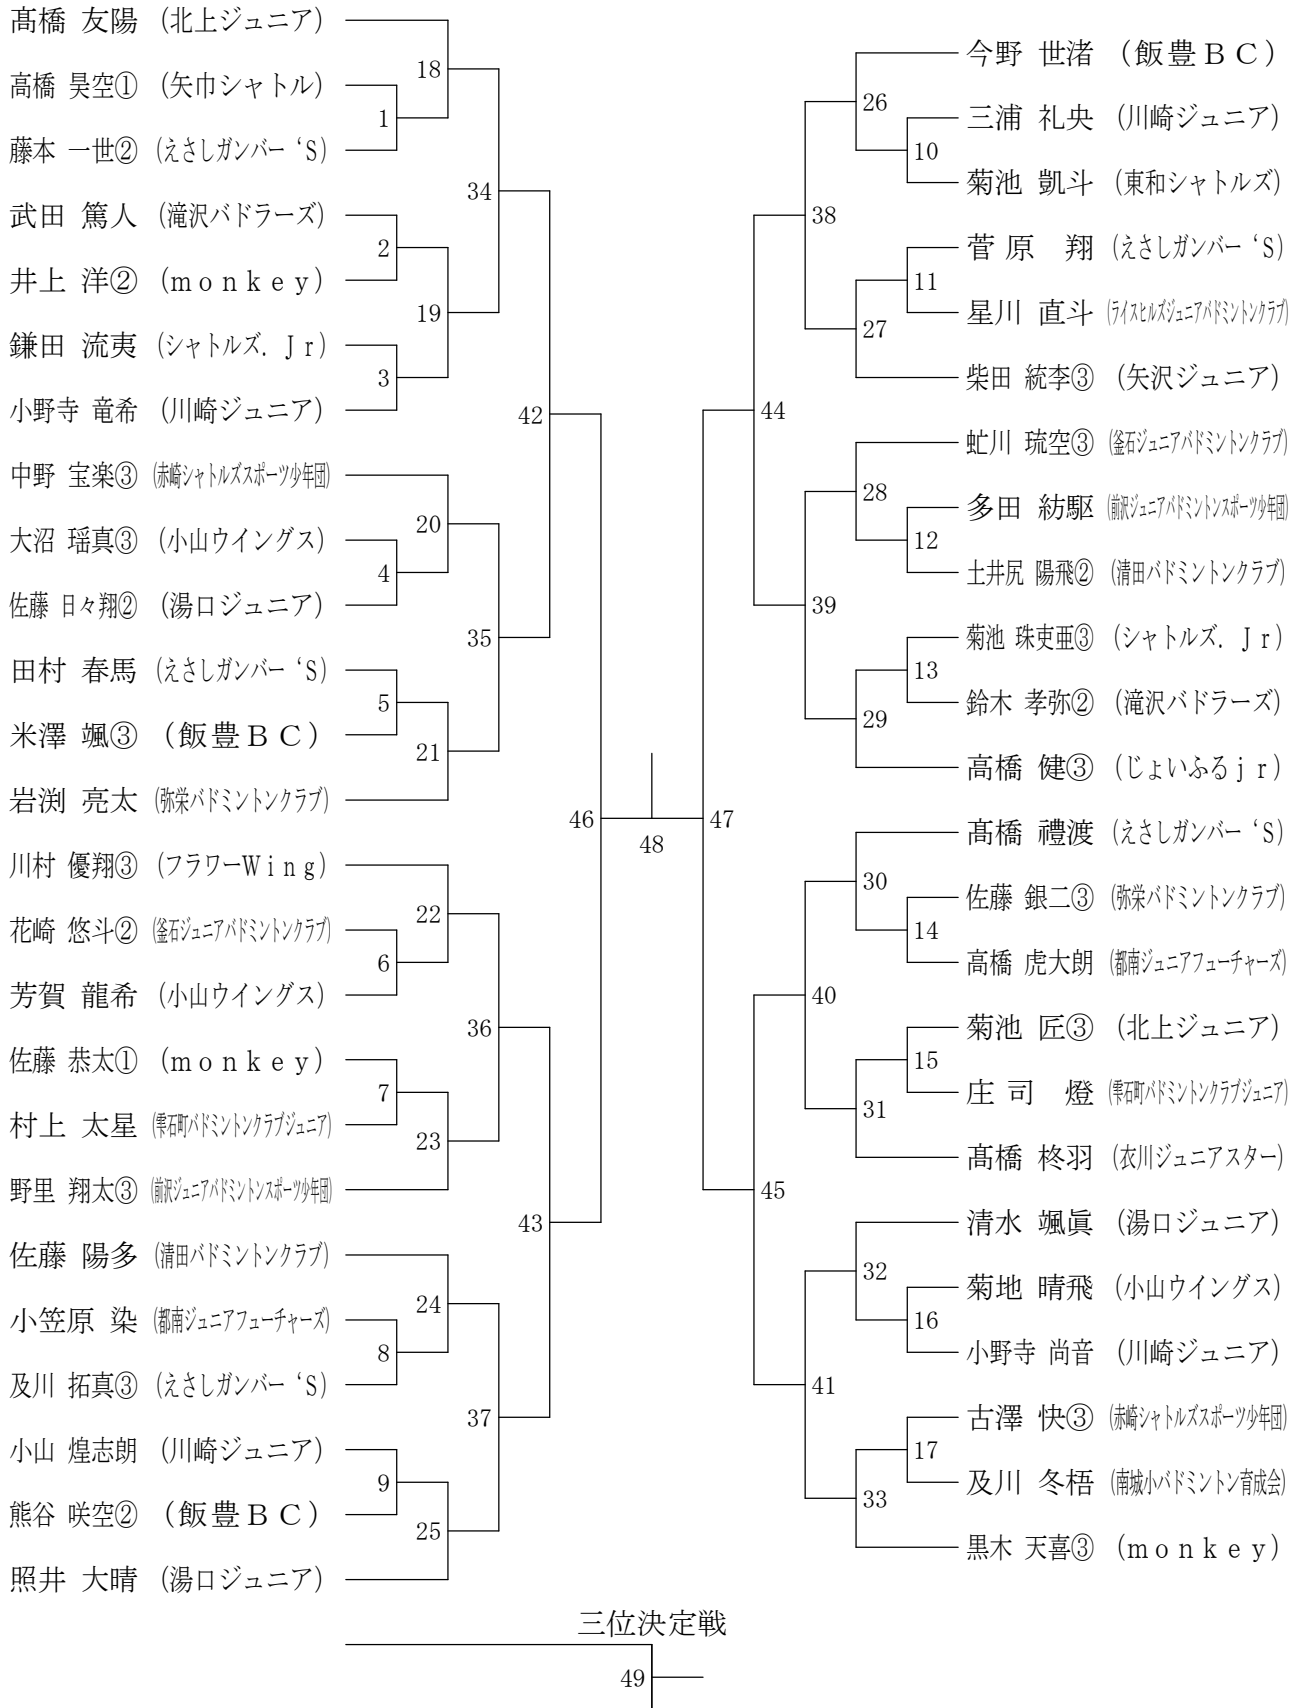 髙橋 友陽 (北上ジュニア)
高橋 昊空① (矢巾シャトル)
藤本 一世② (えさしガンバー‘S)
武田 篤人 (滝沢バドラーズ)
井上 洋② (monkey)
鎌田 流夷 (シャトルズ.Jr)
小野寺 竜希 (川崎ジュニア)
中野 宝楽③ (赤崎シャトルズスポーツ少年団)
大沼 瑶真③ (小山ウイングス)
佐藤 日々翔② (湯口ジュニア)
田村 春馬 (えさしガンバー‘S)
米澤 颯③ (飯豊BC)
岩渕 亮太 (弥栄バドミントンクラブ)
川村 優翔③ (フラワーWing)
花崎 悠斗② (釜石ジュニアバドミントンクラブ)
芳賀 龍希 (小山ウイングス)
佐藤 恭太① (monkey)
村上 太星 (雫石町バドミントンクラブジュニア)
野里 翔太③ (前沢ジュニアバドミントンスポーツ少年団)
佐藤 陽多 (清田バドミントンクラブ)
小笠原 染 (都南ジュニアフューチャーズ)
及川 拓真③ (えさしガンバー‘S)
小山 煌志朗 (川崎ジュニア)
熊谷 咲空② (飯豊BC)
照井 大晴 (湯口ジュニア)
1
2
3
4
5
6
7
8
9
18
19
20
21
22
23
24
25
34
35
36
37
42
43
46
48
47
44
45
38
39
40
41
26
27
28
29
30
31
32
33
10
11
12
13
14
15
16
17
今野 世渚 (飯豊BC)
三浦 礼央 (川崎ジュニア)
菊池 凱斗 (東和シャトルズ)
菅原 翔 (えさしガンバー‘S)
星川 直斗 (ライスヒルズジュニアバドミントンクラブ)
柴田 統李③ (矢沢ジュニア)
虻川 琉空③ (釜石ジュニアバドミントンクラブ)
多田 紡駆 (前沢ジュニアバドミントンスポーツ少年団)
土井尻 陽飛② (清田バドミントンクラブ)
菊池 珠吏亜③ (シャトルズ.Jr)
鈴木 孝弥② (滝沢バドラーズ)
高橋 健③ (じょいふるjr)
髙橋 禮渡 (えさしガンバー‘S)
佐藤 銀二③ (弥栄バドミントンクラブ)
高橋 虎大朗 (都南ジュニアフューチャーズ)
菊池 匠③ (北上ジュニア)
庄司 燈 (雫石町バドミントンクラブジュニア)
髙橋 柊羽 (衣川ジュニアスター)
清水 颯眞 (湯口ジュニア)
菊地 晴飛 (小山ウイングス)
小野寺 尚音 (川崎ジュニア)
古澤 快③ (赤崎シャトルズスポーツ少年団)
及川 冬梧 (南城小バドミントン育成会)
黒木 天喜③ (monkey)
三位決定戦
49